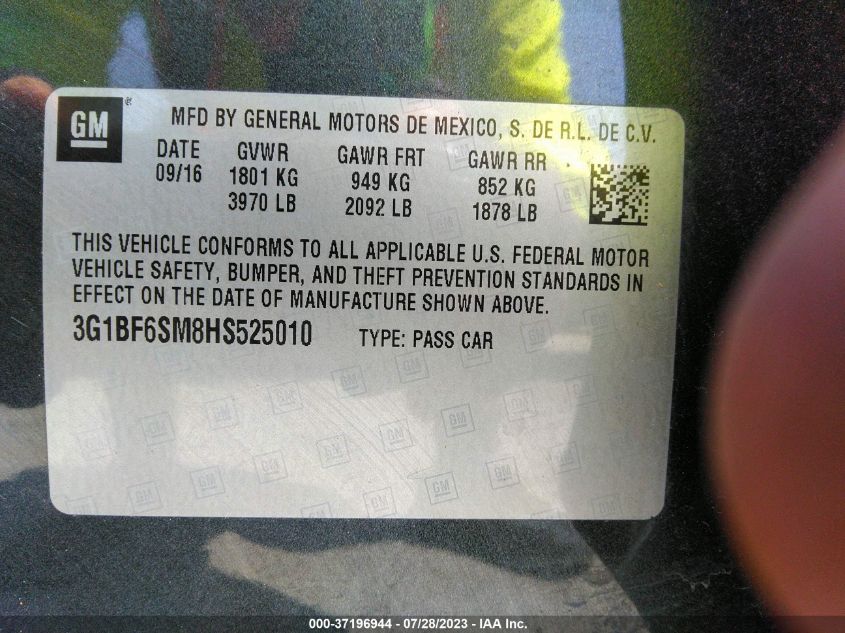 GM
MFD BY GENERAL MOTORS DE MEXICO, S. DE R.L. DE C.V.
DATE GVWR GAWR FRT GAWR RR
09/16 1801 KG 949 KG 852 KG
3970 LB 2092 LB 1878 LB
THIS VEHICLE CONFORMS TO ALL APPLICABLE U.S. FEDERAL MOTOR
VEHICLE SAFETY, BUMPER, AND THEFT PREVENTION STANDARDS IN
EFFECT ON THE DATE OF MANUFACTURE SHOWN ABOVE.
3G1BF6SM8HS525010 TYPE: PASS CAR
000-37196944 - 07/28/2023 - IAA Inc.